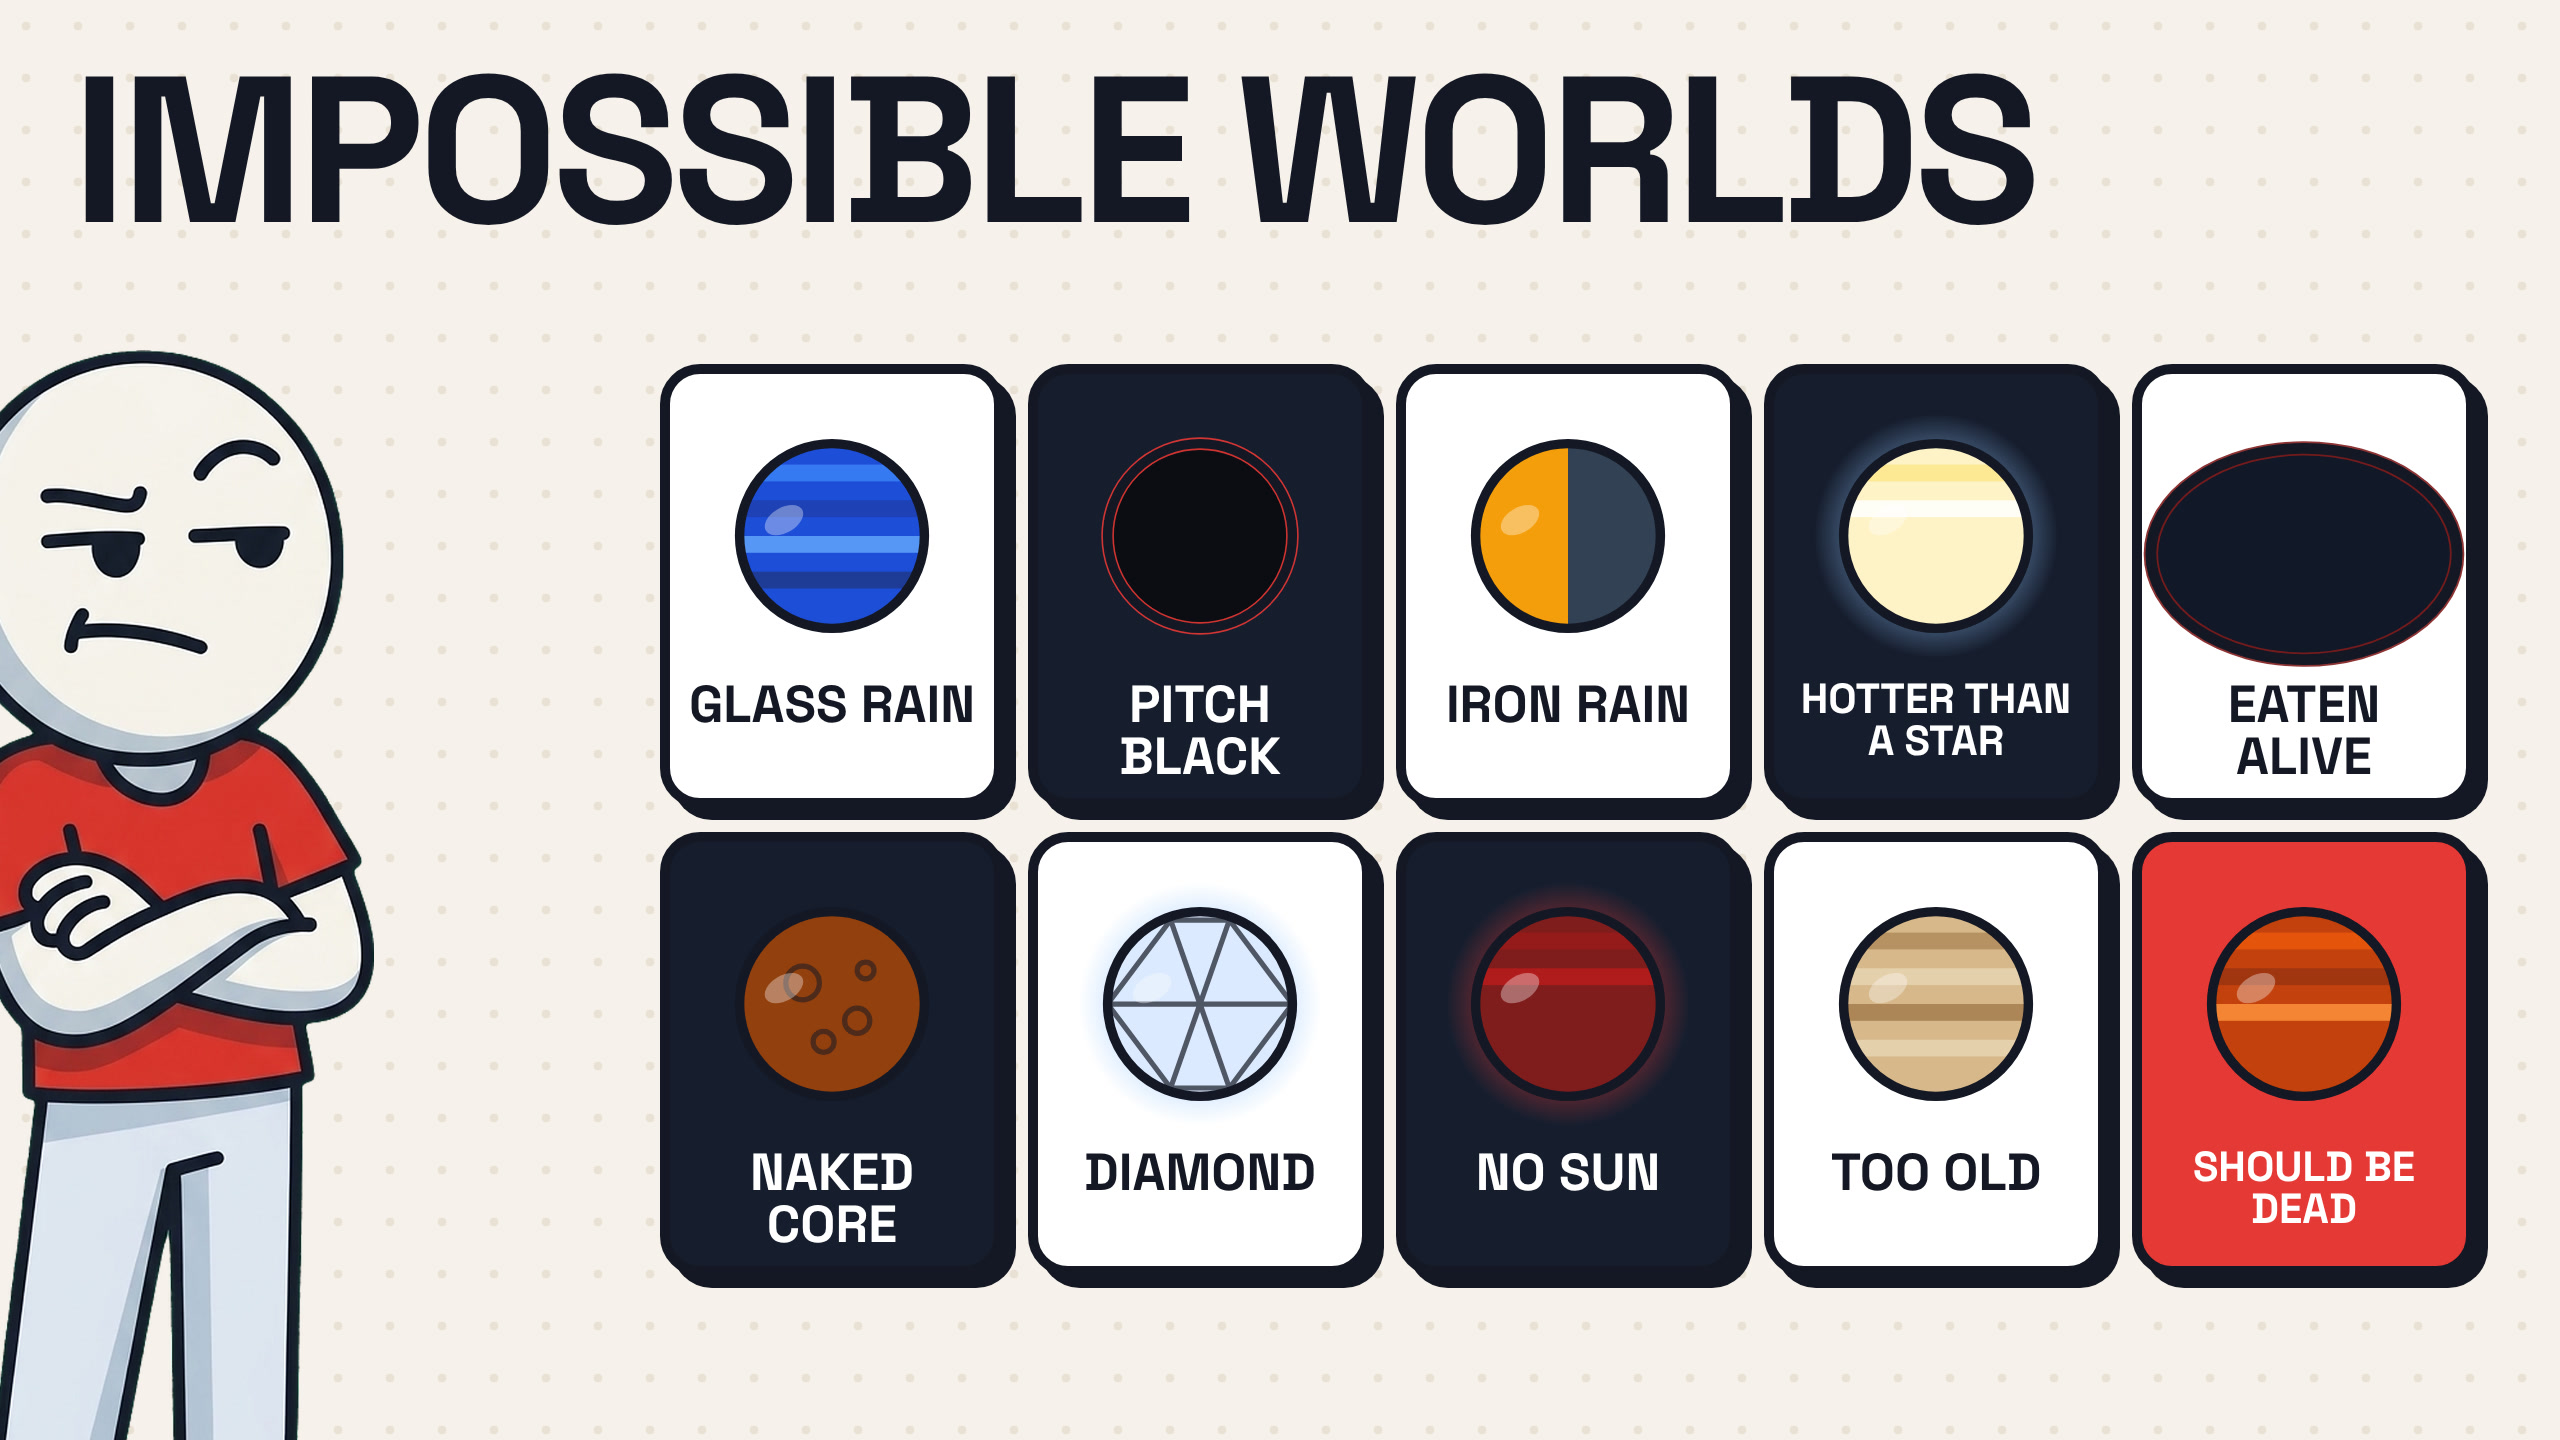 IMPOSSIBLE WORLDS
GLASS RAIN
PITCH
BLACK
IRON RAIN
HOTTER THAN
A STAR
EATEN
ALIVE
NAKED
CORE
DIAMOND
NO SUN
TOO OLD
SHOULD BE
DEAD